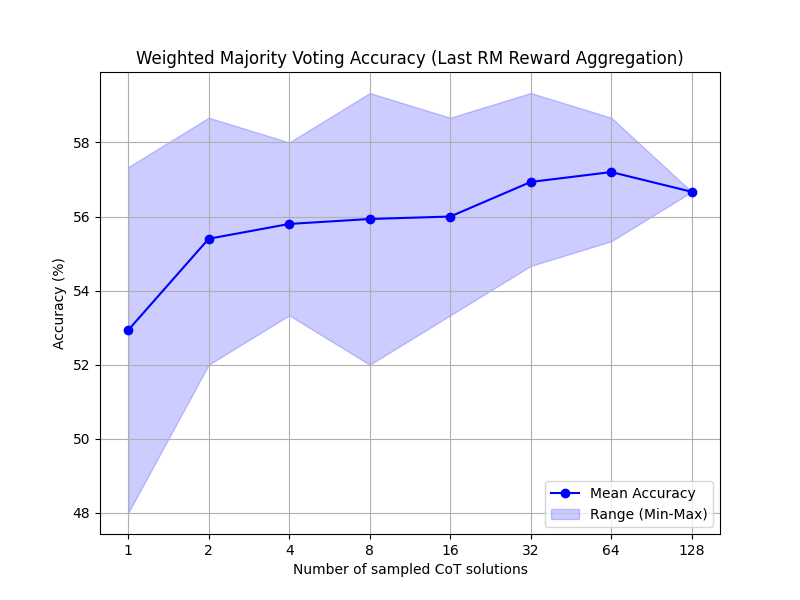 Weighted Majority Voting Accuracy (Last RM Reward Aggregation)
Accuracy (%)
58
56
54
52
50
48
Mean Accuracy
Range (Min-Max)
1 2 4 8 16 32 64 128
Number of sampled CoT solutions